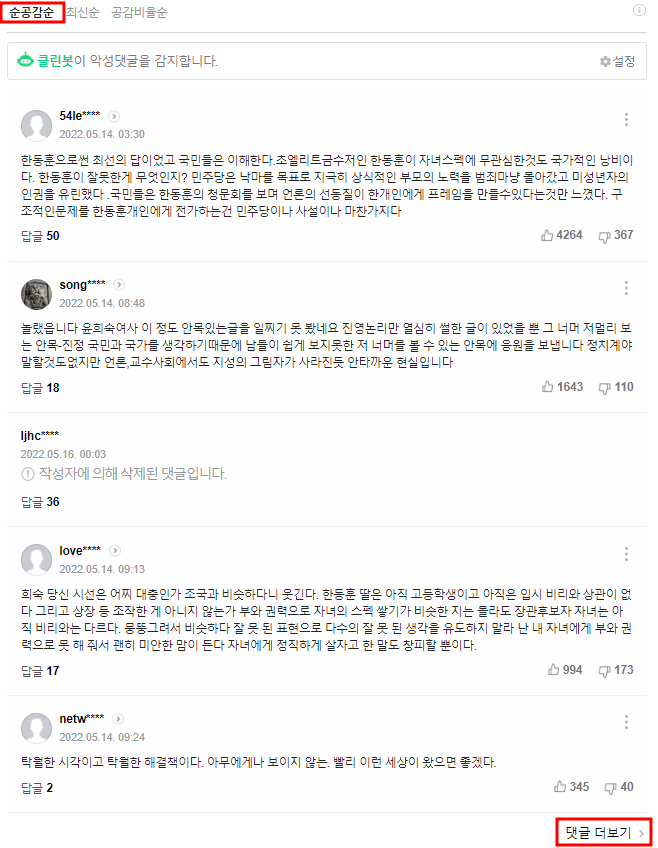 순공감순 최신순 공감비율순
클린봇이 악성댓글을 감지합니다. 설정
54le****
2022.05.14. 03:30
한동훈으로썬 최선의 답이었고 국민들은 이해한다.초엘리트금수저인 한동훈이 자녀스펙에 무관심한것도 국가적인 낭비이
다. 한동훈이 잘못한게 무엇인지? 민주당은 낙마를 목표로 지극히 상식적인 부모의 노력을 범죄마냥 몰아갔고 미성년자의
인권을 유린했다 .국민들은 한동훈의 청문회를 보며 언론의 선동질이 한개인에게 프레임을 만들수있다는것만 느꼈다. 구
조적인문제를 한동훈개인에게 전가하는건 민주당이나 사설이나 마찬가지다
답글 50 4264 367
song****
2022.05.14. 08:48
놀랬읍니다 윤희숙여사 이 정도 안목있는글을 일찌기 못 봤네요 진영논리만 열심히 썰한 글이 있었을 뿐 그 너머 저멀리 보
는 안목-진정 국민과 국가를 생각하기때문에 남들이 쉽게 보지못한 저 너머를 볼 수 있는 안목에 응원을 보냅니다 정치계야
말할것도없지만 언론,교수사회에서도 지성의 그림자가 사라진듯 안타까운 현실입니다
답글 18 1643 110
ljhc****
2022.05.16. 00:03
작성자에 의해 삭제된 댓글입니다.
답글 36
love****
2022.05.14. 09:13
희숙 당신 시선은 어찌 대충인가 조국과 비슷하다니 웃긴다. 한동훈 딸은 아직 고등학생이고 아직은 입시 비리와 상관이 없
다 그리고 상장 등 조작한 게 아니지 않는가 부와 권력으로 자녀의 스펙 쌓기가 비슷한 지는 몰라도 장관후보자 자녀는 아
직 비리와는 다르다. 뭉뚱그려서 비슷하다 잘 못 된 표현으로 다수의 잘 못 된 생각을 유도하지 말라 난 내 자녀에게 부와 권
력으로 못 해 줘서 괜히 미안한 맘이 든다 자녀에게 정직하게 살자고 한 말도 창피할 뿐이다.
답글 17 994 173
netw****
2022.05.14. 09:24
탁월한 시각이고 탁월한 해결책이다. 아무에게나 보이지 않는. 빨리 이런 세상이 왔으면 좋겠다.
답글 2 345 40
댓글 더보기